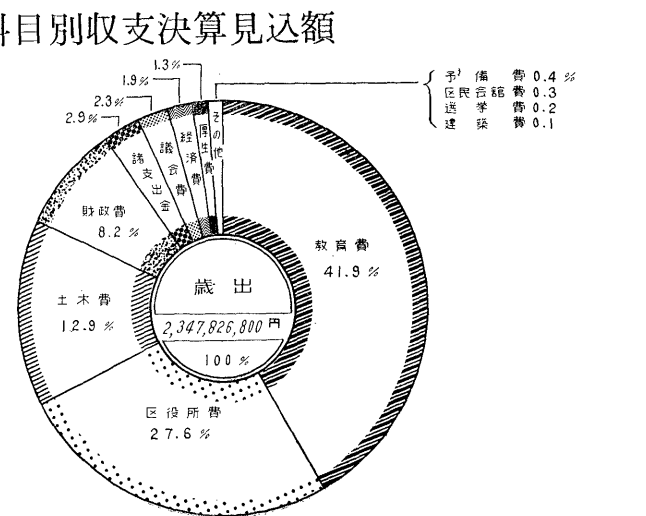 科目別収支決算見込額
1.3%
1.9%
2.3%
2.9%
予備費 0.4 %
区民会館費 0.3
選挙費 0.2
建築費 0.1
その他
厚生費
経済費
議会費
諸支出金
財政費
8.2 %
教育費
41.9 %
土木費
12.9 %
歳出
2,347,826,800円
100 %
区役所費
27.6 %